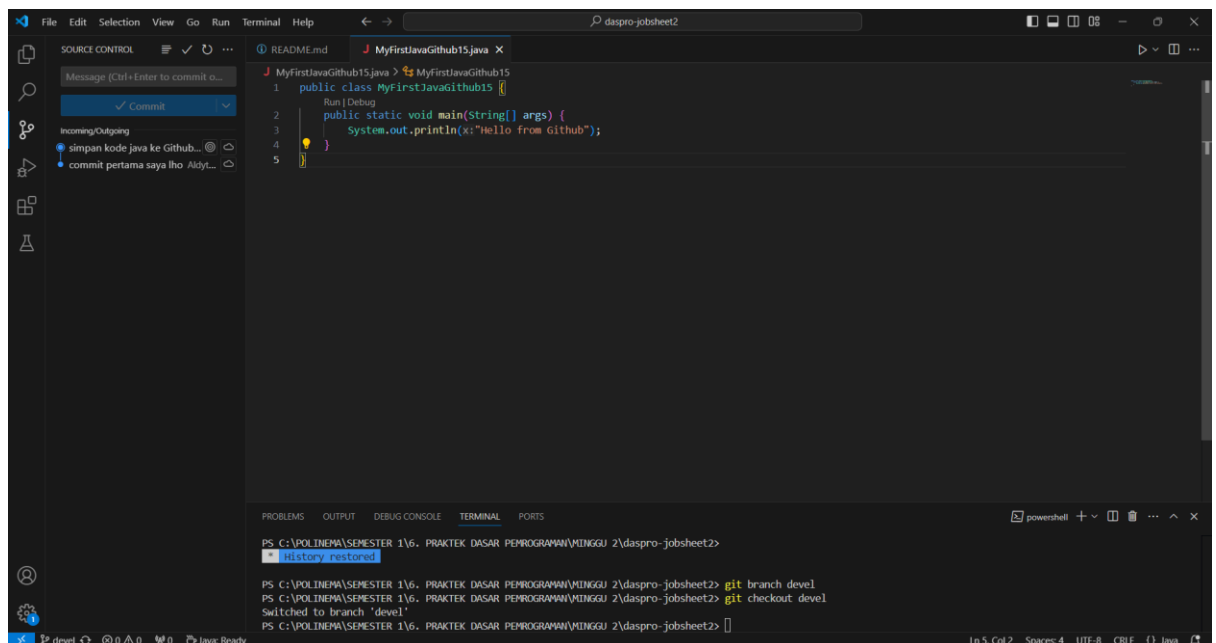 File Edit Selection View Go Run Terminal Help
daspro-jobsheet2
SOURCE CONTROL
Message (Ctrl+Enter to commit o...
Commit
Incoming/Outgoing
simpan kode java ke Github...
commit pertama saya lho Aldyt...
README.md
MyFirstJavaGithub15.java
MyFirstJavaGithub15.java > MyFirstJavaGithub15
1 public class MyFirstJavaGithub15 {
Run | Debug
2 public static void main(String[] args) {
3 System.out.println(x:"Hello from Github");
4 }
5 }
PROBLEMS OUTPUT DEBUG CONSOLE TERMINAL PORTS
powershell
PS C:\POLINEMA\SEMESTER 1\6. PRAKTEK DASAR PEMROGRAMAN\MINGGU 2\daspro-jobsheet2>
* History restored
PS C:\POLINEMA\SEMESTER 1\6. PRAKTEK DASAR PEMROGRAMAN\MINGGU 2\daspro-jobsheet2> git branch devel
PS C:\POLINEMA\SEMESTER 1\6. PRAKTEK DASAR PEMROGRAMAN\MINGGU 2\daspro-jobsheet2> git checkout devel
Switched to branch 'devel'
PS C:\POLINEMA\SEMESTER 1\6. PRAKTEK DASAR PEMROGRAMAN\MINGGU 2\daspro-jobsheet2>
1
devel 0 0 0 Java: Ready
Ln 5, Col 2 Spaces: 4 UTF-8 CRLF {} Java